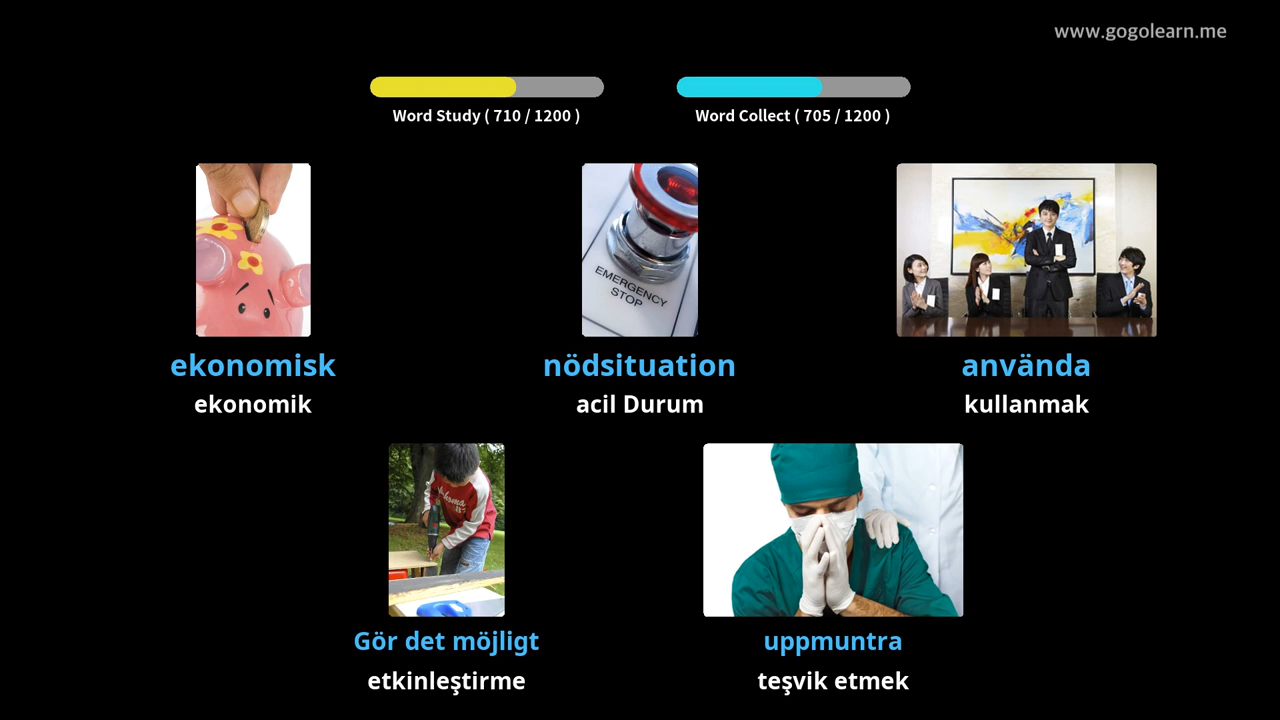 www.gogolearn.me
Word Study ( 710 / 1200 )
Word Collect ( 705 / 1200 )
EMERGENCY
STOP
ekonomisk
nödsituation
använda
ekonomik
acil Durum
kullanmak
Gör det möjligt
uppmuntra
etkinleştirme
teşvik etmek